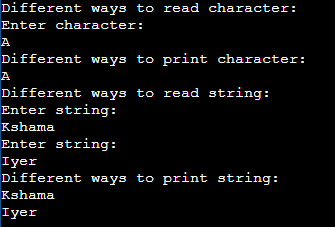 Different ways to read character:
Enter character:
A
Different ways to print character:
A
Different ways to read string:
Enter string:
Kshama
Enter string:
Iyer
Different ways to print string:
Kshama
Iyer